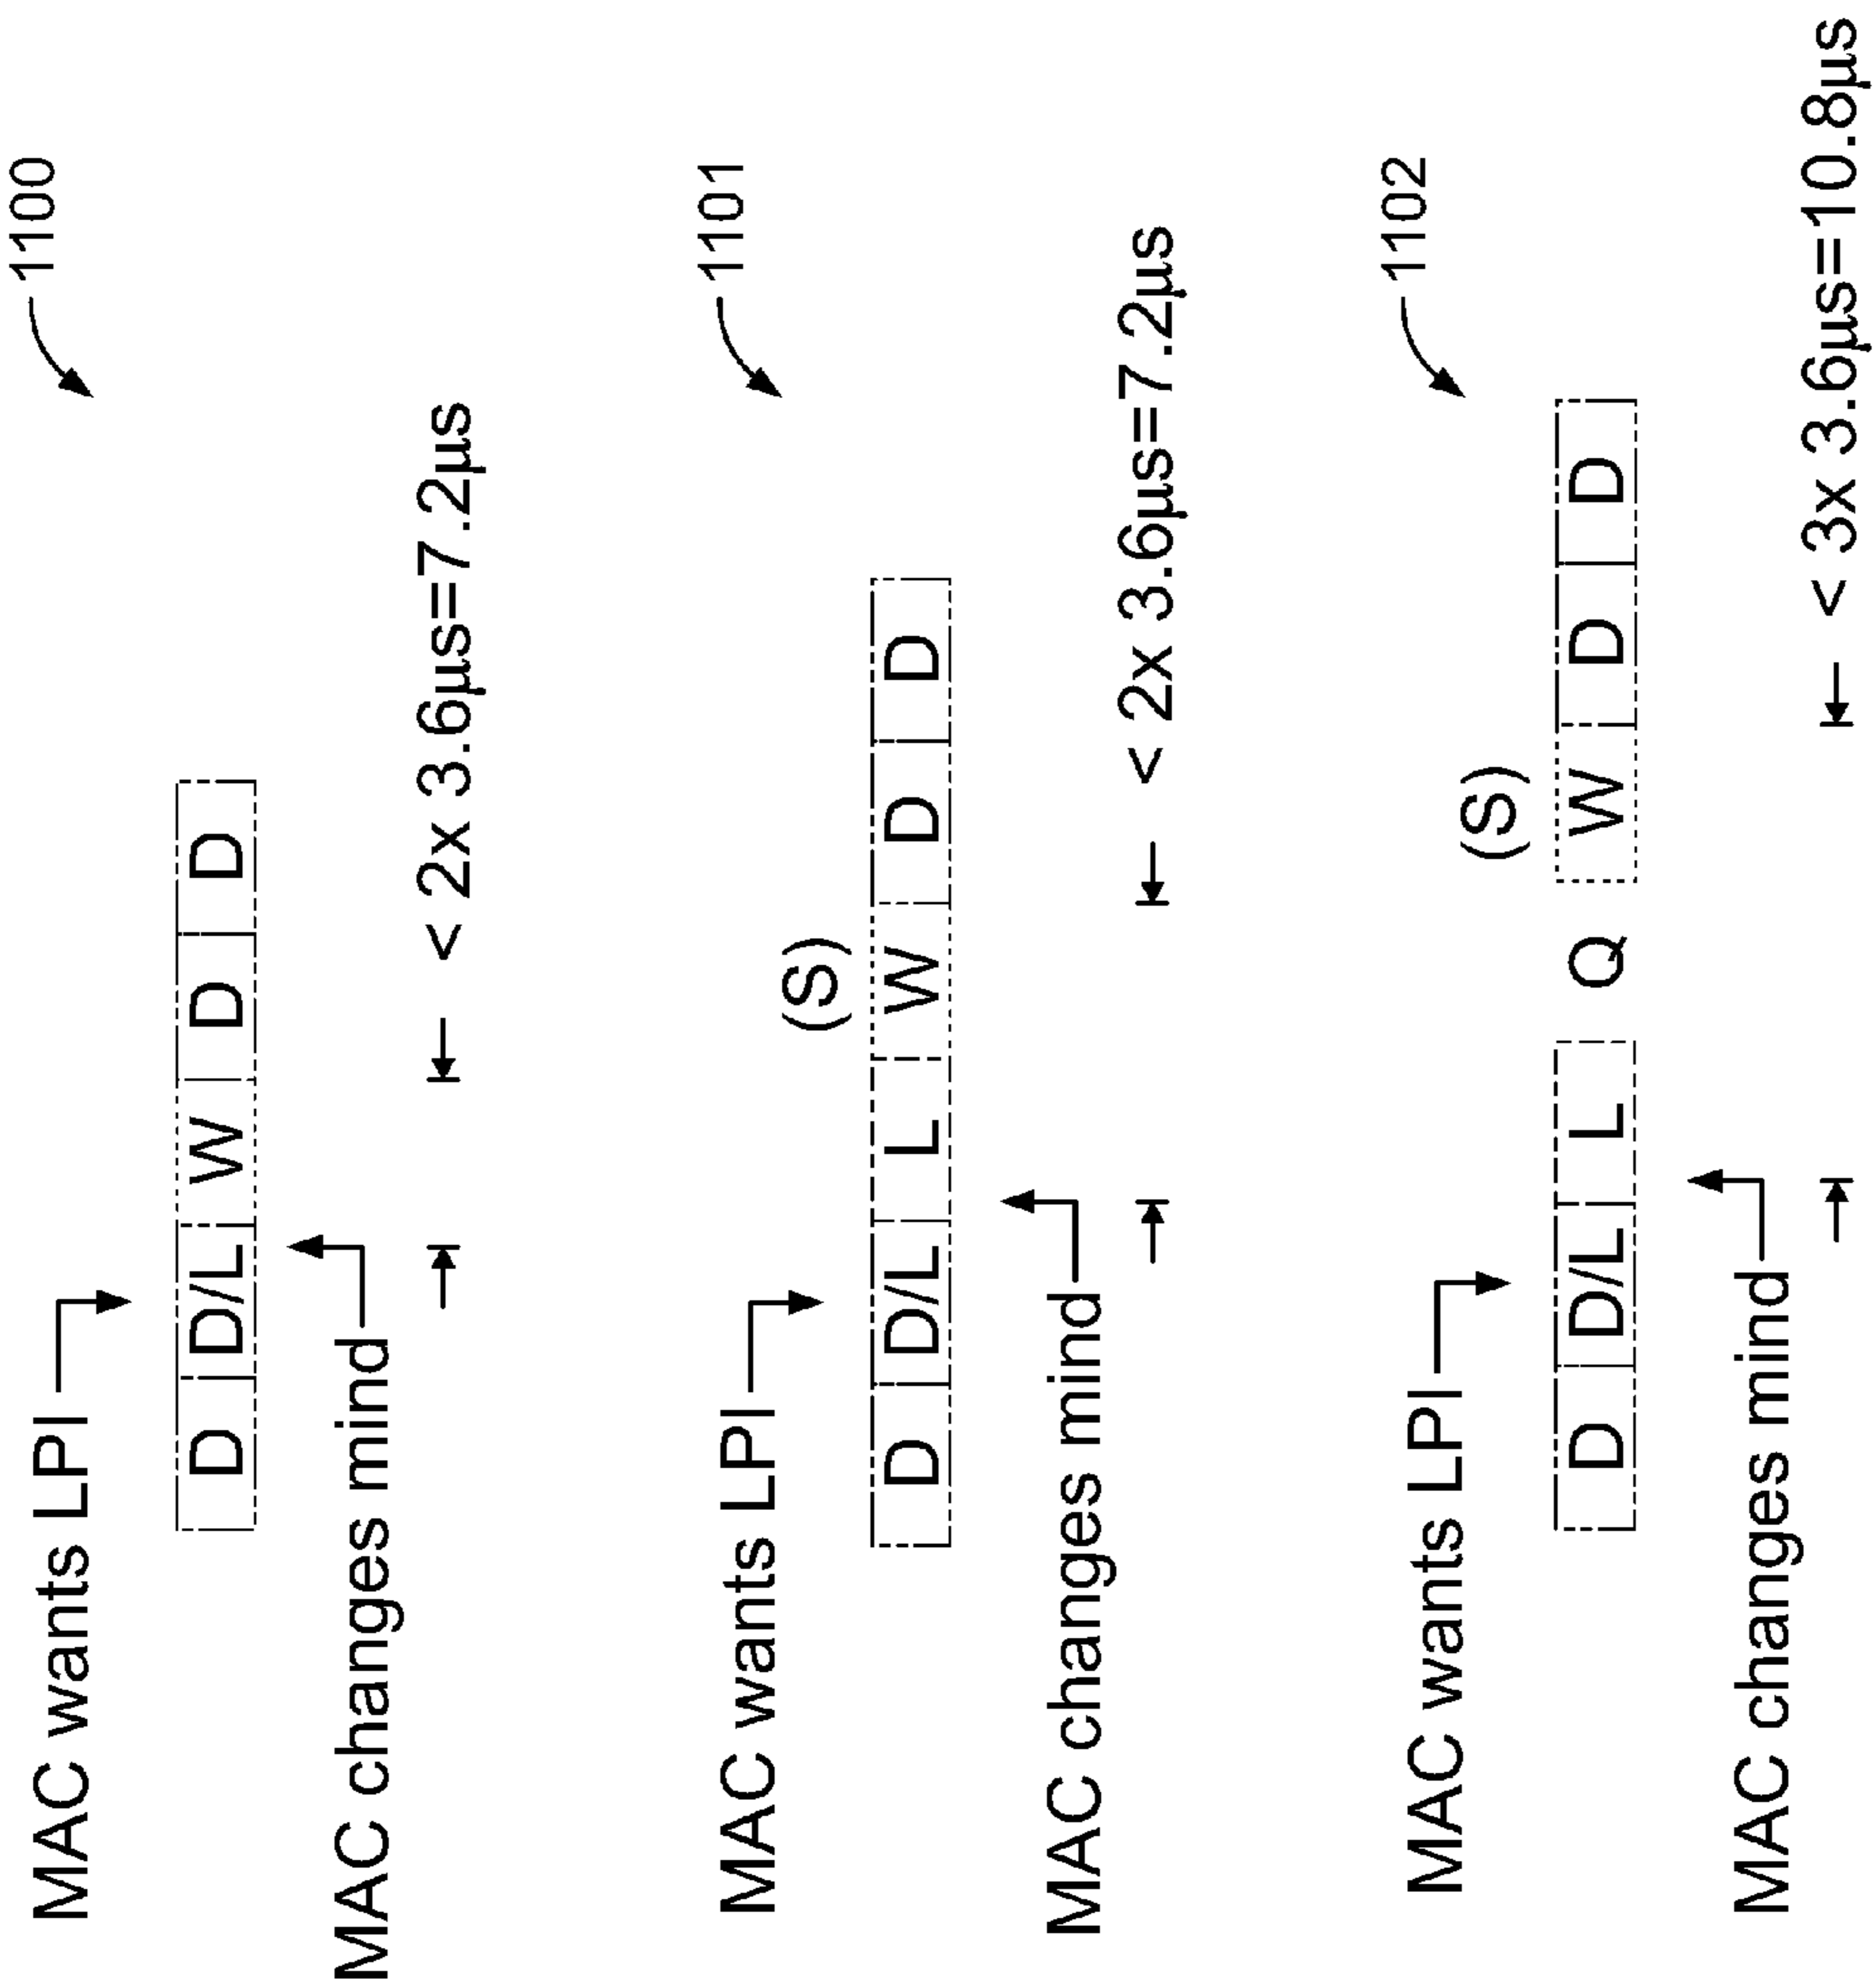 1100
MAC wants LPI
D D/L W D D
MAC changes mind
< 2x 3.6µs=7.2µs
1101
MAC wants LPI
(S)
D D/L L W D D
MAC changes mind
< 2x 3.6µs=7.2µs
1102
MAC wants LPI
(S)
D D/L L Q W D D
MAC changes mind
< 3x 3.6µs=10.8µs